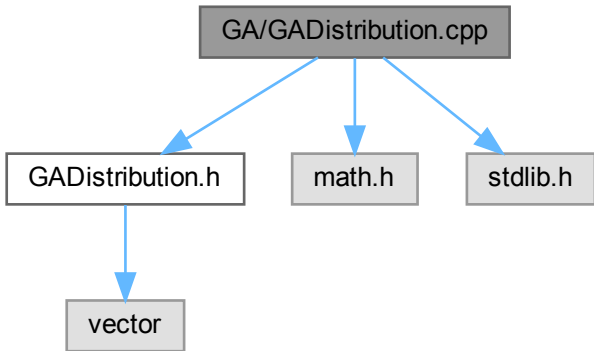 GA/GADistribution.cpp
GADistribution.h
math.h
stdlib.h
vector